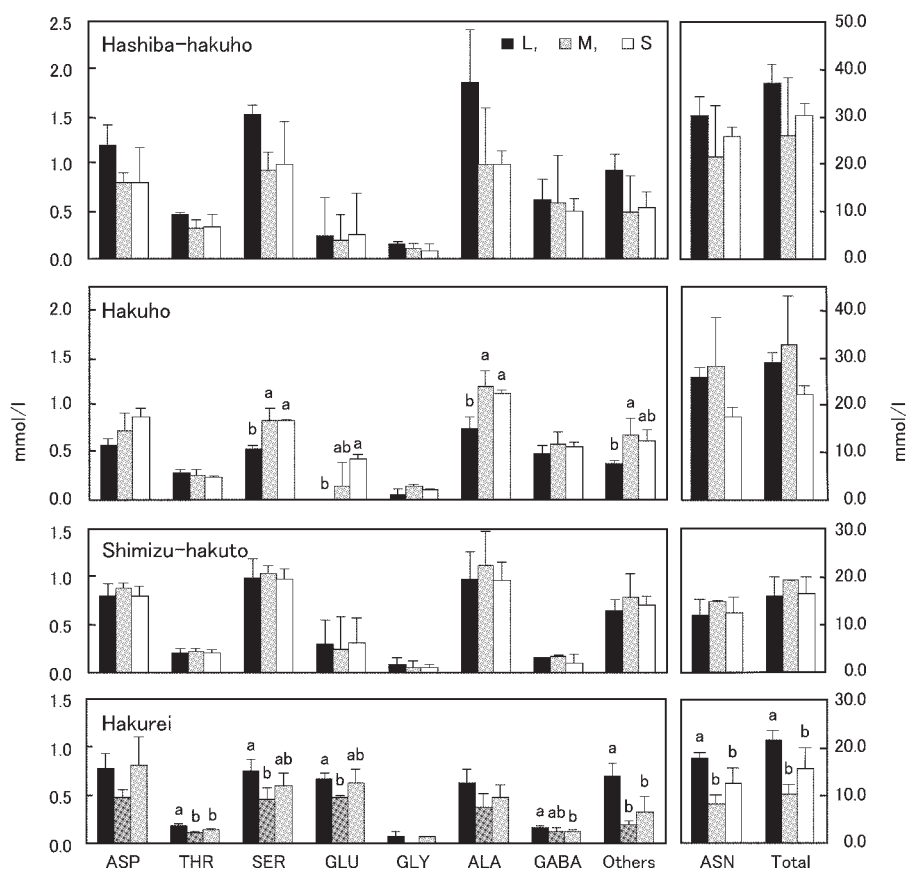 2.5 50.0
Hashiba-hakuho L, M, S
2.0 40.0
1.5 30.0
1.0 20.0
0.5 10.0
0.0 0.0
Hakuho
2.0 40.0
a
1.5 30.0
a a a b a a ab
1.0 20.0
b ab a b
0.5 10.0
b
0.0 0.0
mmol/l mmol/l
1.5 30.0
Shimizu-hakuto
1.0 20.0
0.5 10.0
0.0 0.0
1.5 30.0
Hakurei
a a
1.0 a a ab a b b 20.0
b ab b b b b
0.5 10.0
a b b a ab b
0.0 0.0
ASP THR SER GLU GLY ALA GABA Others ASN Total